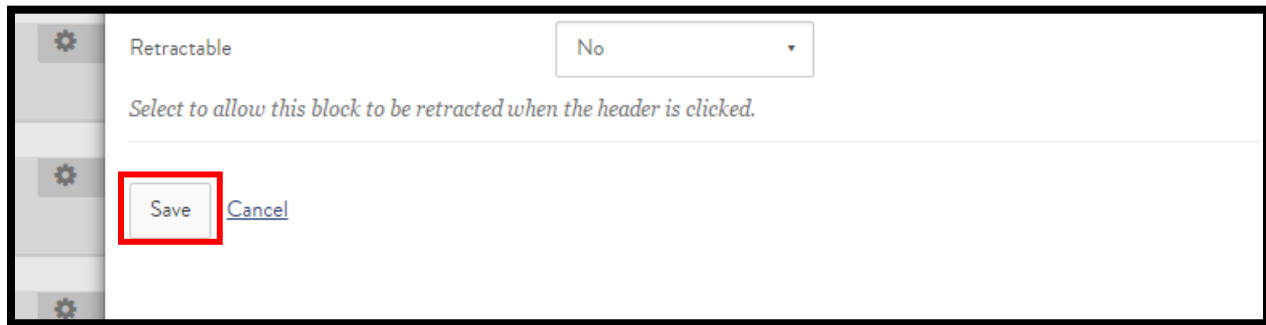 Retractable No
Select to allow this block to be retracted when the header is clicked.
Save Cancel